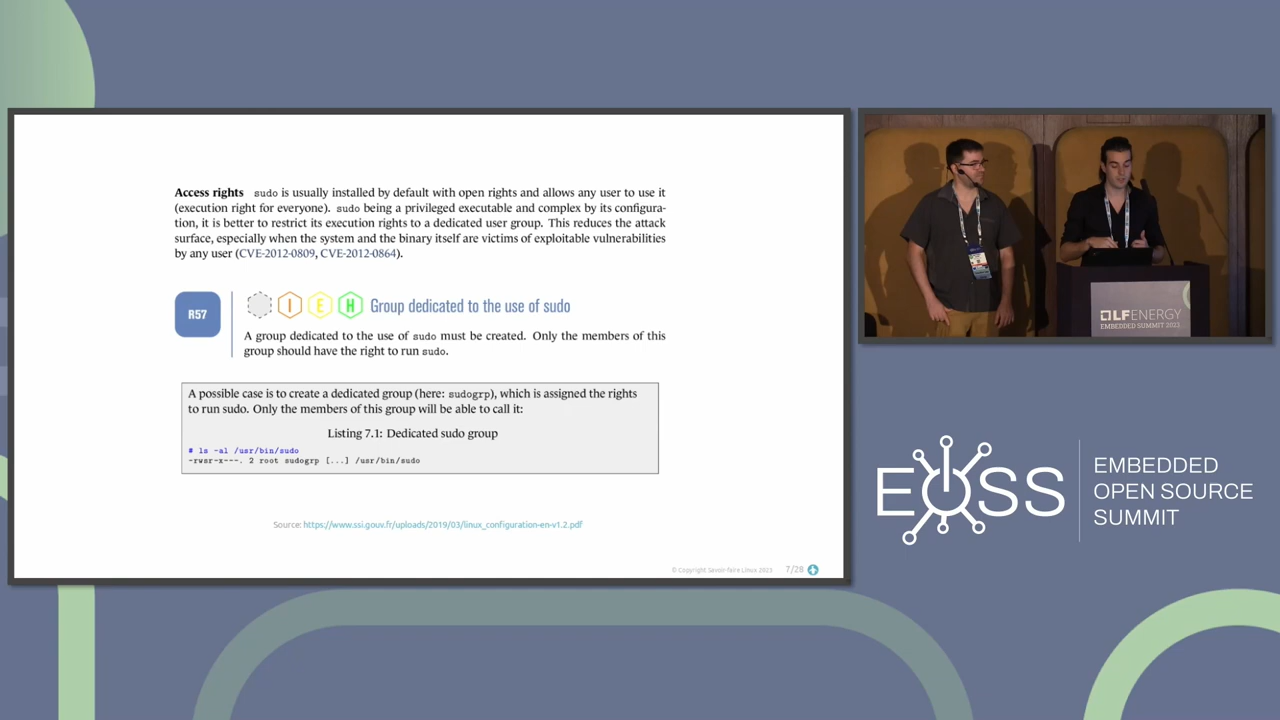 Access rights sudo is usually installed by default with open rights and allows any user to use it
(execution right for everyone). sudo being a privileged executable and complex by its configura-
tion, it is better to restrict its execution rights to a dedicated user group. This reduces the attack
surface, especially when the system and the binary itself are victims of exploitable vulnerabilities
by any user (CVE-2012-0809, CVE-2012-0864).
R57
I E H Group dedicated to the use of sudo
A group dedicated to the use of sudo must be created. Only the members of this
group should have the right to run sudo.
A possible case is to create a dedicated group (here: sudogrp), which is assigned the rights
to run sudo. Only the members of this group will be able to call it:
Listing 7.1: Dedicated sudo group
# ls -al /usr/bin/sudo
-rwsr-x---. 2 root sudogrp [...] /usr/bin/sudo
Source: https://www.ssi.gouv.fr/uploads/2019/03/linux_configuration-en-v1.2.pdf
© Copyright Savoir-faire Linux 2023 7/28
LFENERGY
EMBEDDED SUMMIT 2023
EOSS
EMBEDDED
OPEN SOURCE
SUMMIT